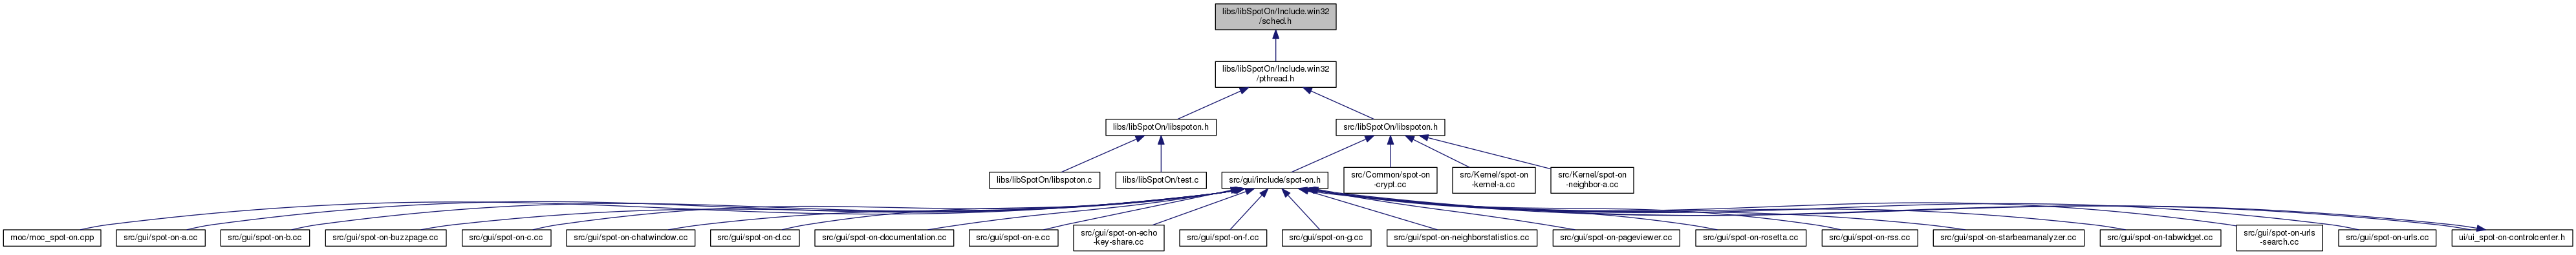 libs/libSpotOn/Include.win32
/sched.h
libs/libSpotOn/Include.win32
/pthread.h
libs/libSpotOn/libspoton.h
src/libSpotOn/libspoton.h
libs/libSpotOn/libspoton.c
libs/libSpotOn/test.c
src/gui/include/spot-on.h
src/Common/spot-on
-crypt.cc
src/Kernel/spot-on
-kernel-a.cc
src/Kernel/spot-on
-neighbor-a.cc
moc/moc_spot-on.cpp
src/gui/spot-on-a.cc
src/gui/spot-on-b.cc
src/gui/spot-on-buzzpage.cc
src/gui/spot-on-c.cc
src/gui/spot-on-chatwindow.cc
src/gui/spot-on-d.cc
src/gui/spot-on-documentation.cc
src/gui/spot-on-e.cc
src/gui/spot-on-echo
-key-share.cc
src/gui/spot-on-f.cc
src/gui/spot-on-g.cc
src/gui/spot-on-neighborstatistics.cc
src/gui/spot-on-pageviewer.cc
src/gui/spot-on-rosetta.cc
src/gui/spot-on-rss.cc
src/gui/spot-on-starbeamanalyzer.cc
src/gui/spot-on-tabwidget.cc
src/gui/spot-on-urls
-search.cc
src/gui/spot-on-urls.cc
ui/ui_spot-on-controlcenter.h